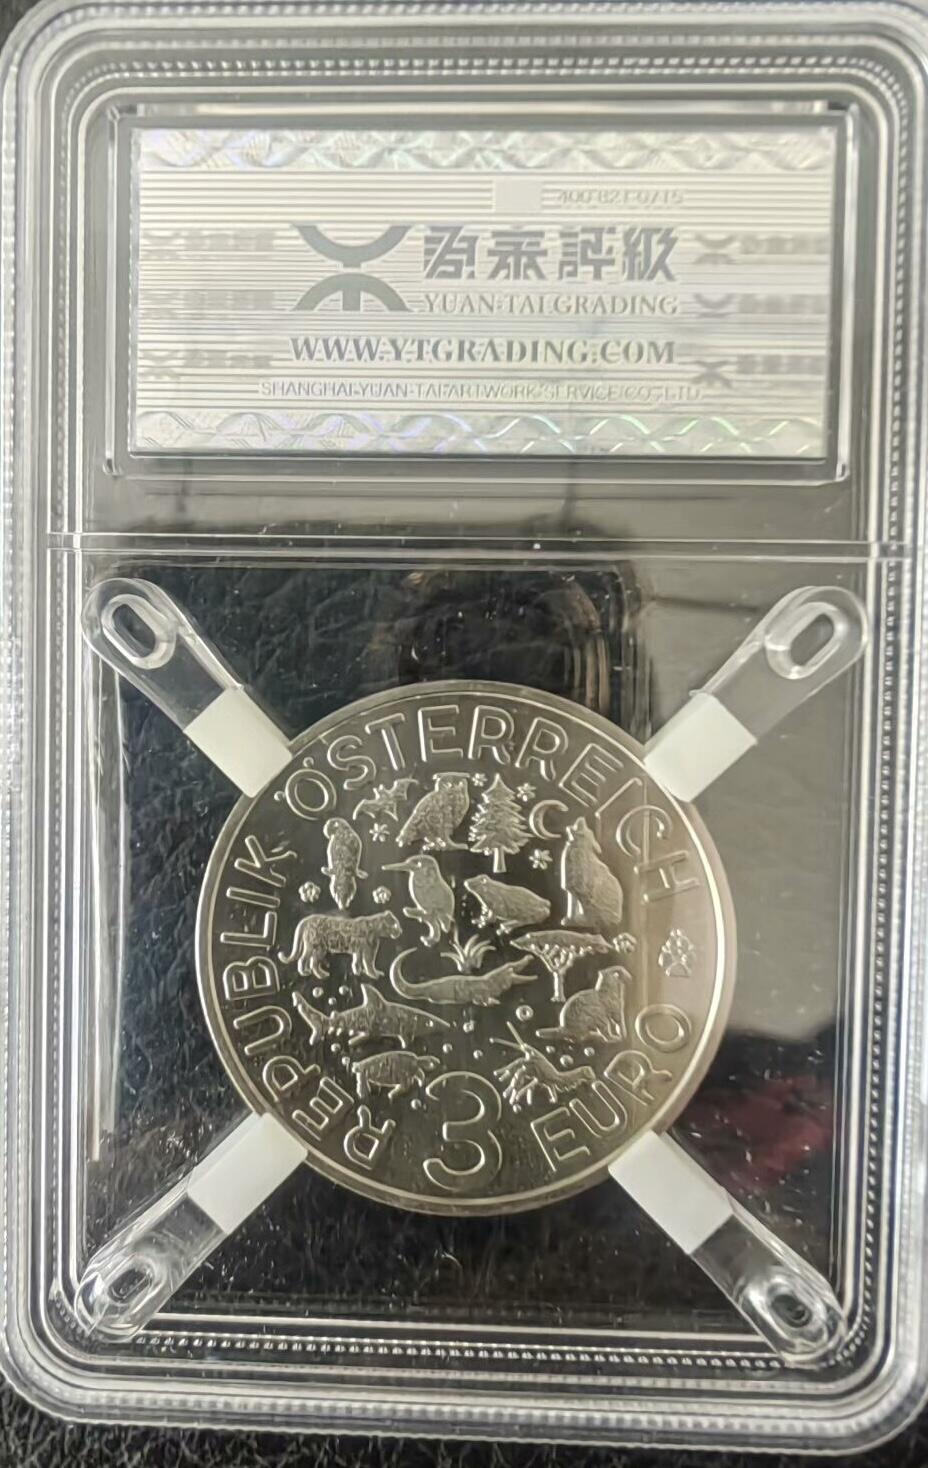 400-821-0715
源泰評級
YUAN-TAI GRADING
WWW.YTGRADING.COM
SHANGHAI YUAN-TAI ARTWORK SERVICE CO., LTD.
REPUBLIK ÖSTERREICH
3 EURO